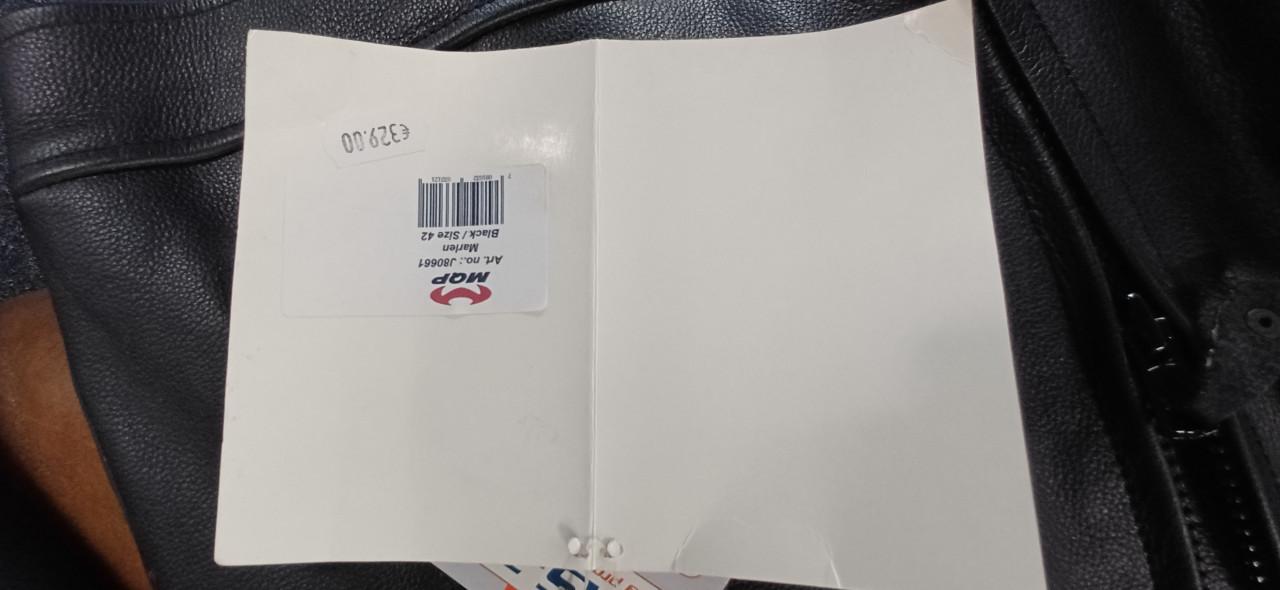 MQP
Art. no.: J80661
Marlen
Black / Size 42
€329.00